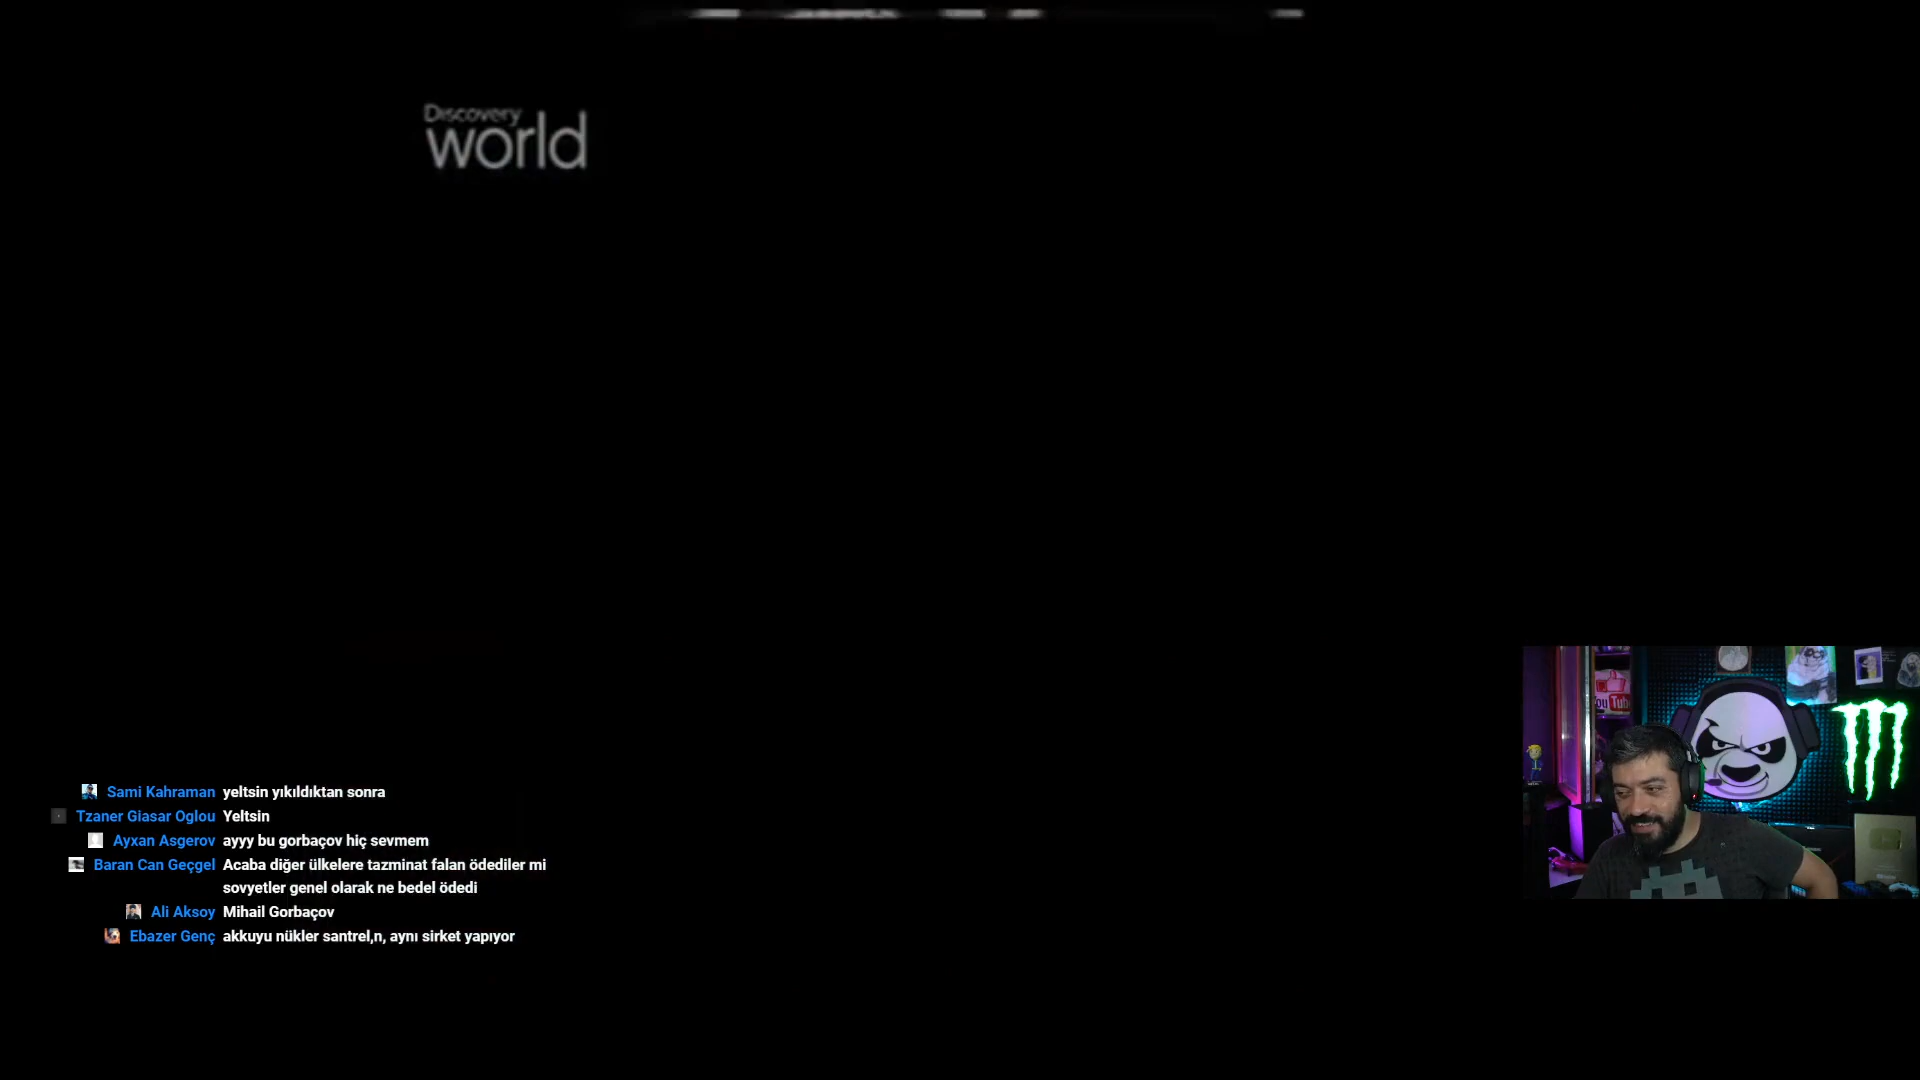 Discovery
world
Sami Kahraman yeltsin yıkıldıktan sonra
Tzaner Giasar Oglou Yeltsin
Ayxan Asgerov ayyy bu gorbaçov hiç sevmem
Baran Can Geçgel Acaba diğer ülkelere tazminat falan ödediler mi
sovyetler genel olarak ne bedel ödedi
Ali Aksoy Mihail Gorbaçov
Ebazer Genç akkuyu nükler santrel,n, aynı sirket yapıyor
You Tube